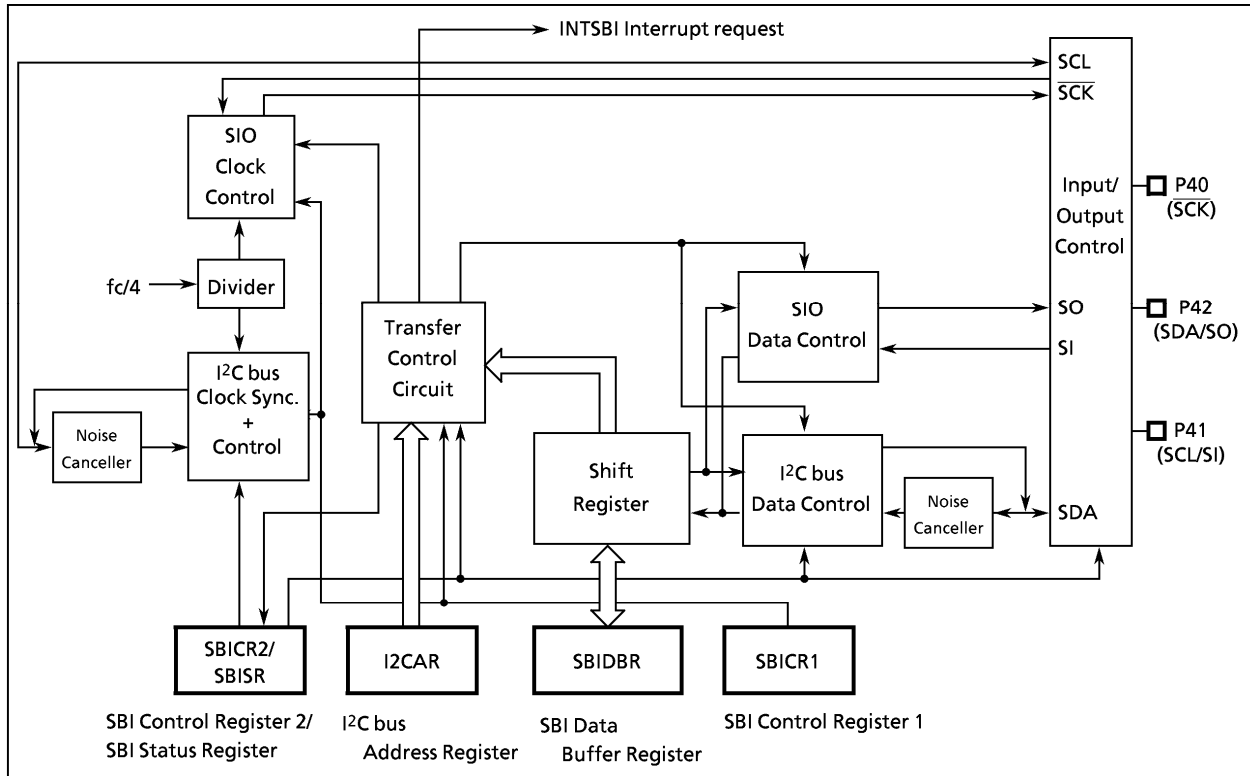 INTSBI Interrupt request
SCL
SCK
SIO
Clock
Control
Input/
Output
Control
P40
(SCK)
fc/4
Divider
Transfer
Control
Circuit
SIO
Data Control
SO
SI
P42
(SDA/SO)
I²C bus
Clock Sync.
+
Control
Noise
Canceller
Shift
Register
I²C bus
Data Control
Noise
Canceller
SDA
P41
(SCL/SI)
SBICR2/
SBISR
I2CAR
SBIDBR
SBICR1
SBI Control Register 2/
SBI Status Register
I²C bus
Address Register
SBI Data
Buffer Register
SBI Control Register 1